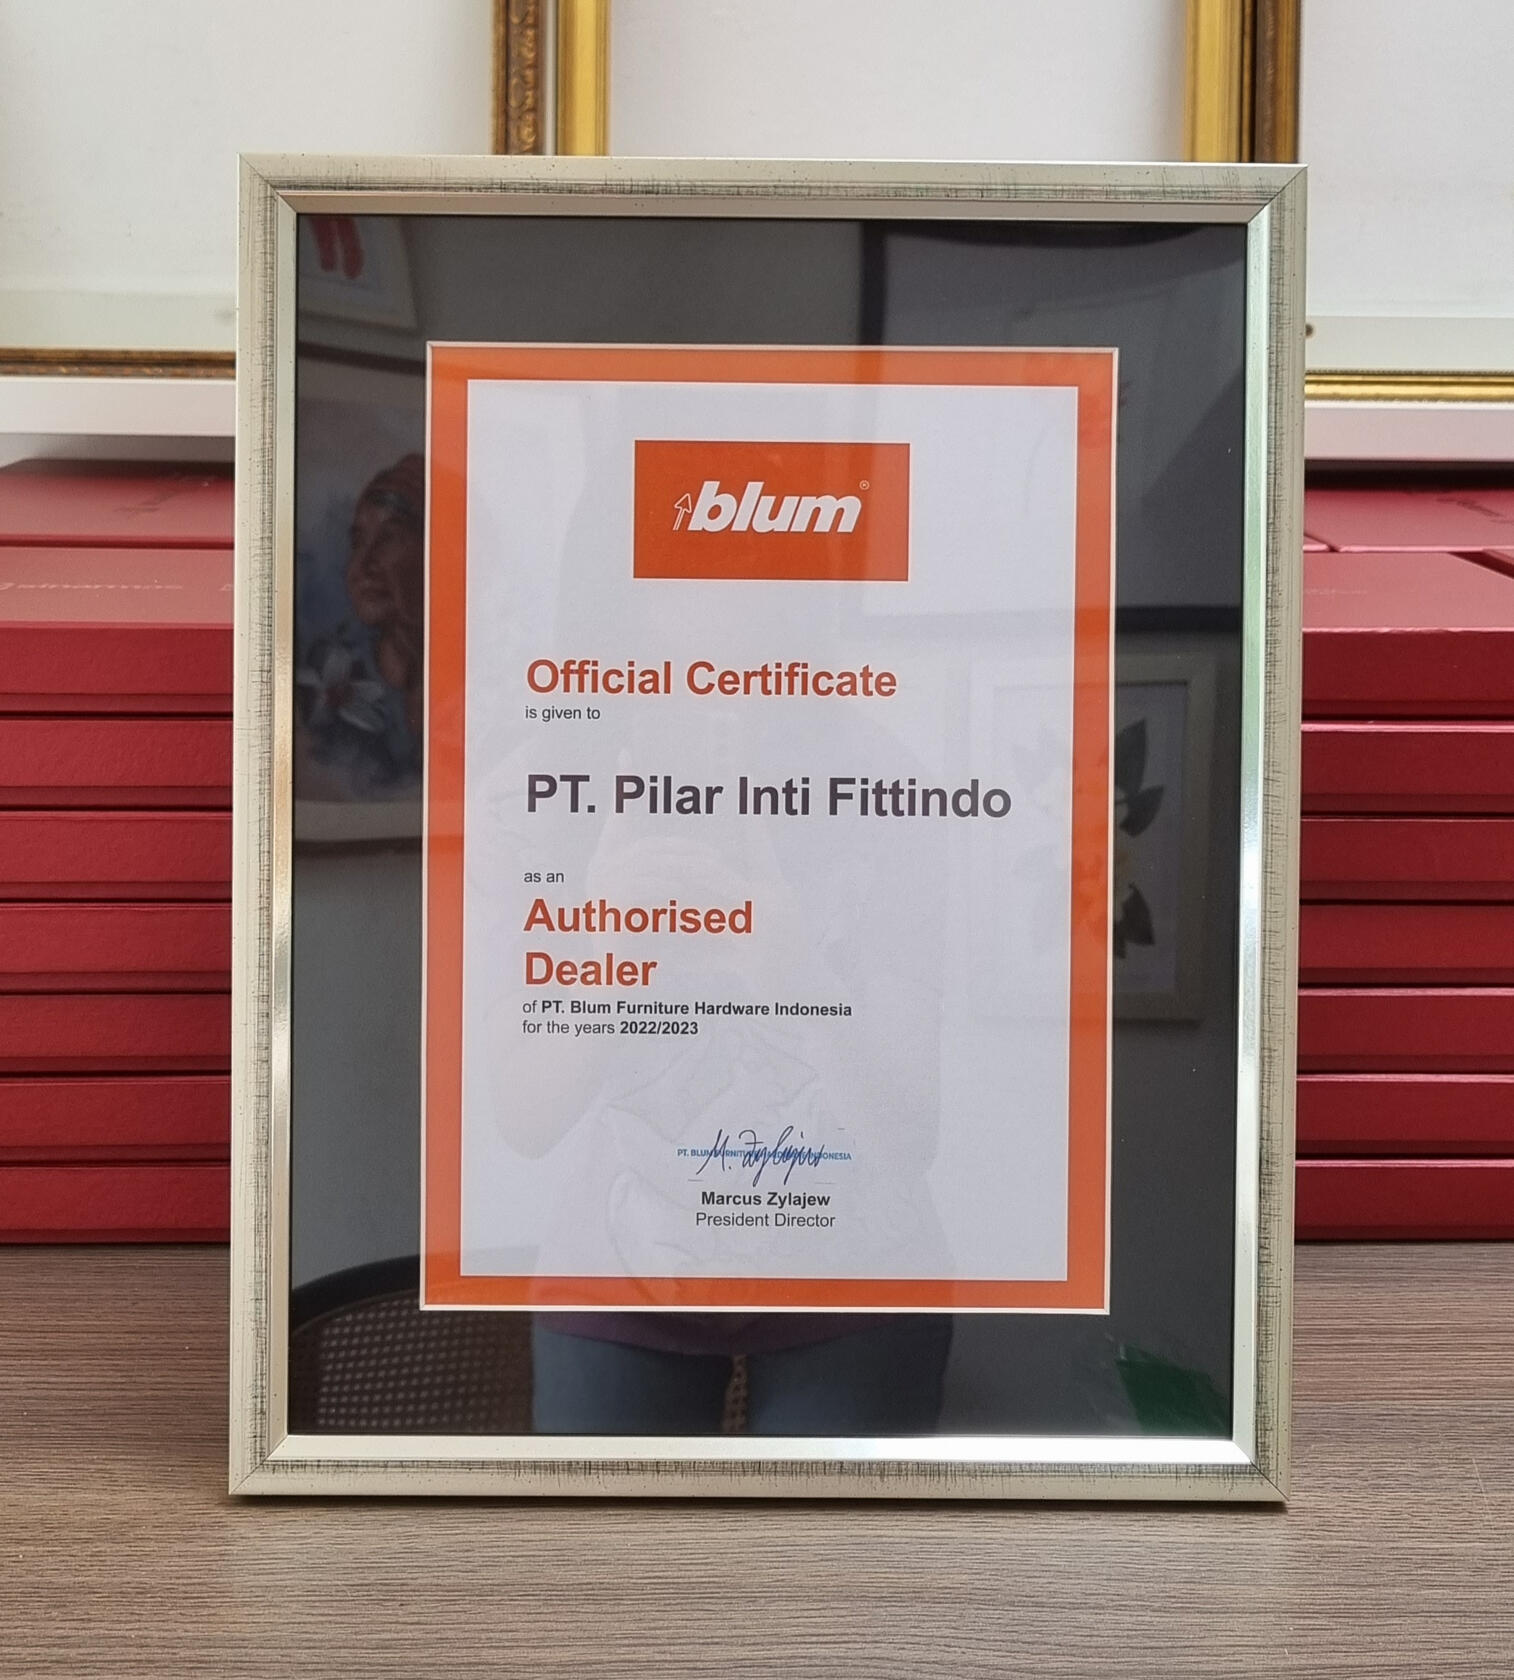 blum®
Official Certificate
is given to
PT. Pilar Inti Fittindo
as an
Authorised
Dealer
of PT. Blum Furniture Hardware Indonesia
for the years 2022/2023
M. Zylajew
Marcus Zylajew
President Director